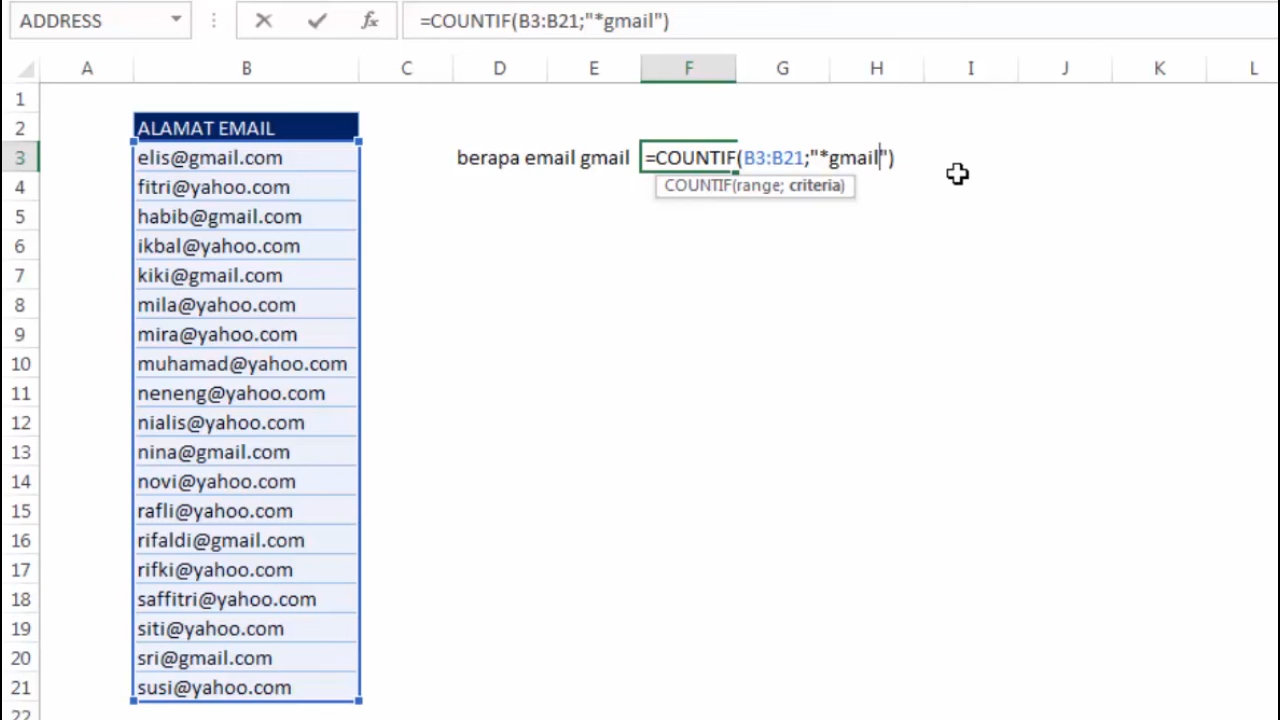 ADDRESS fx =COUNTIF(B3:B21;"*gmail")
A B C D E F G H I J K L
1
2 ALAMAT EMAIL
3 elis@gmail.com berapa email gmail =COUNTIF(B3:B21;"*gmail")
4 fitri@yahoo.com COUNTIF(range; criteria)
5 habib@gmail.com
6 ikbal@yahoo.com
7 kiki@gmail.com
8 mila@yahoo.com
9 mira@yahoo.com
10 muhamad@yahoo.com
11 neneng@yahoo.com
12 nialis@yahoo.com
13 nina@gmail.com
14 novi@yahoo.com
15 rafli@yahoo.com
16 rifaldi@gmail.com
17 rifki@yahoo.com
18 saffitri@yahoo.com
19 siti@yahoo.com
20 sri@gmail.com
21 susi@yahoo.com
22